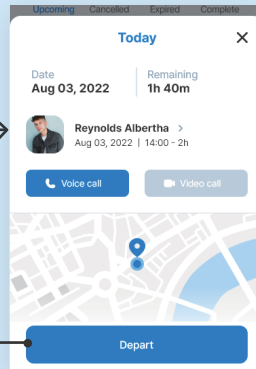 Upcoming Cancelled Expired Complete
Today
Date
Aug 03, 2022
Remaining
1h 40m
Reynolds Albertha
Aug 03, 2022 | 14:00 - 2h
Voice call
Video call
Depart